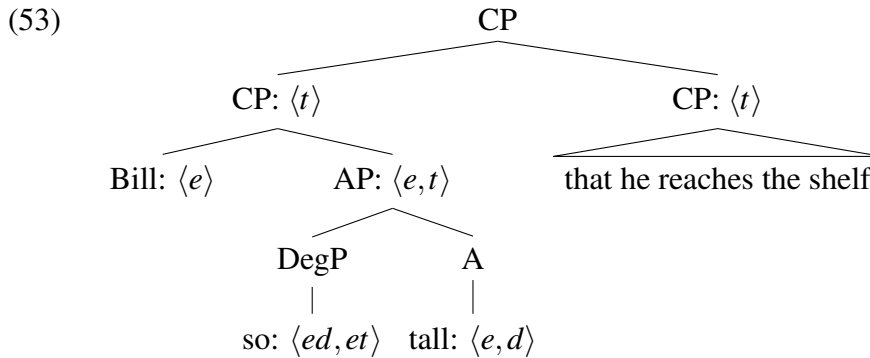 (53) CP
CP: ⟨t⟩ CP: ⟨t⟩
Bill: ⟨e⟩ AP: ⟨e, t⟩ that he reaches the shelf
DegP A
so: ⟨ed, et⟩ tall: ⟨e, d⟩